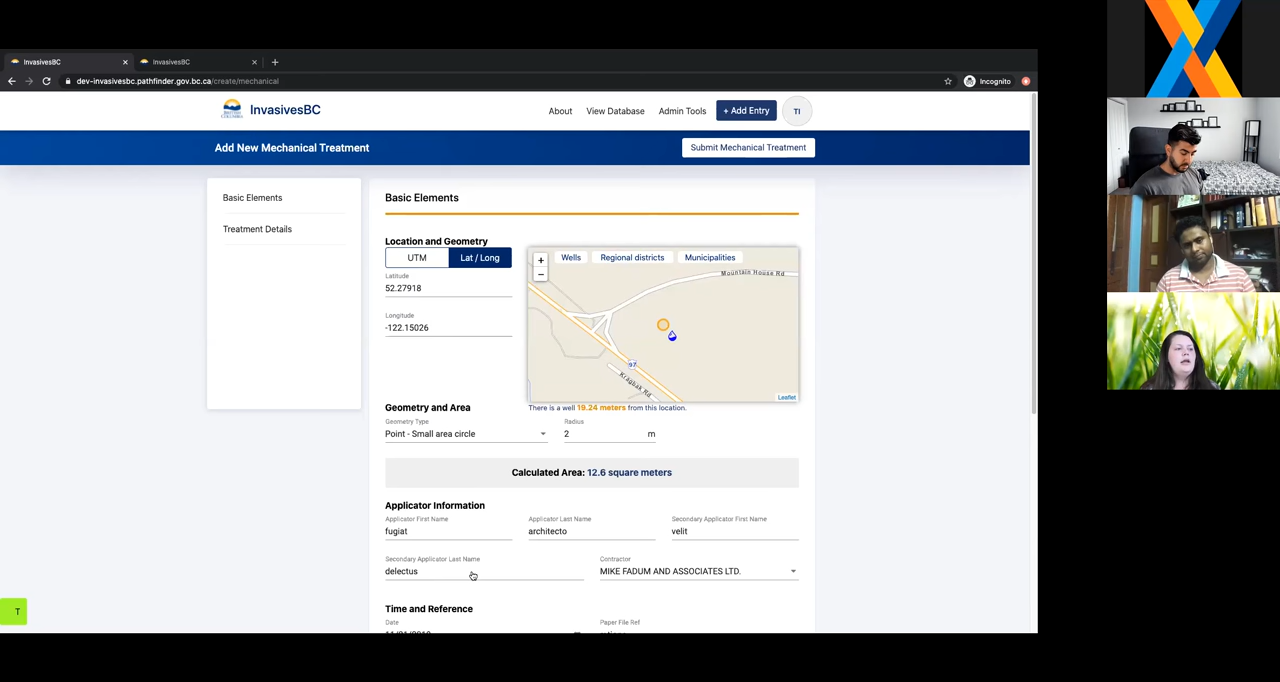 InvasivesBC
InvasivesBC
dev-invasivesbc.pathfinder.gov.bc.ca/create/mechanical
Incognito
InvasivesBC
About
View Database
Admin Tools
+ Add Entry
TI
Add New Mechanical Treatment
Submit Mechanical Treatment
Basic Elements
Treatment Details
Basic Elements
Location and Geometry
UTM
Lat / Long
Latitude
52.27918
Longitude
-122.15026
+
−
Wells
Regional districts
Municipalities
Mountain House Rd
97
Kragbak Rd
Leaflet
There is a well 19.24 meters from this location.
Geometry and Area
Geometry Type
Point - Small area circle
Radius
2 m
Calculated Area: 12.6 square meters
Applicator Information
Applicator First Name
fugiat
Applicator Last Name
architecto
Secondary Applicator First Name
velit
Secondary Applicator Last Name
delectus
Contractor
MIKE FADUM AND ASSOCIATES LTD.
Time and Reference
Date
Paper File Ref
T